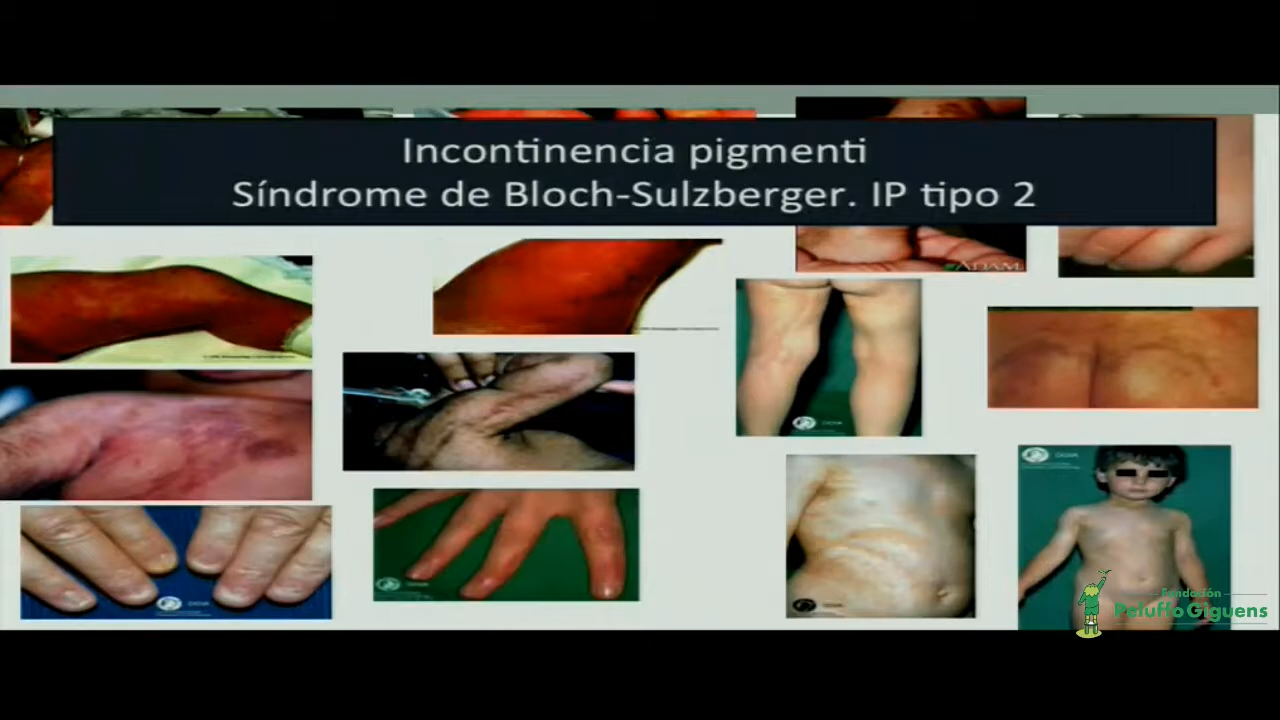 Incontinencia pigmenti
Síndrome de Bloch-Sulzberger. IP tipo 2
ADAM
Fundación
Peluffo Giguens